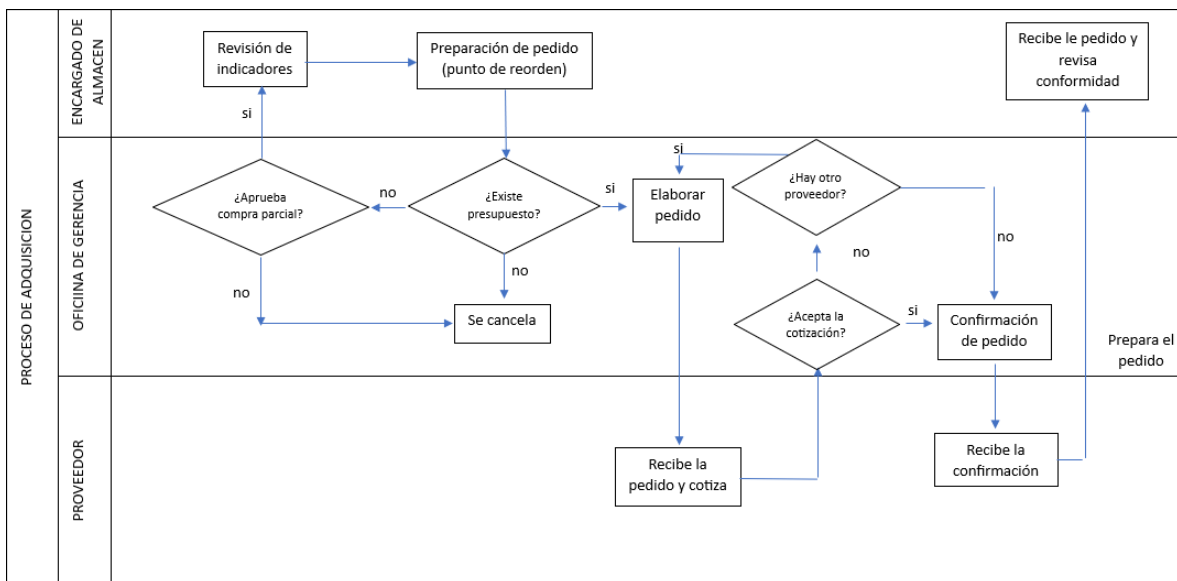 PROCESO DE ADQUISICION
ENCARGADO DE
ALMACEN
Revisión de
indicadores
Preparación de pedido
(punto de reorden)
Recibe le pedido y
revisa
conformidad
si
OFICIINA DE GERENCIA
¿Aprueba
compra parcial?
no
¿Existe
presupuesto?
si
Elaborar
pedido
si
¿Hay otro
proveedor?
no
no
no
Se cancela
no
¿Acepta la
cotización?
si
Confirmación
de pedido
Prepara el
pedido
PROVEEDOR
Recibe la
pedido y cotiza
Recibe la
confirmación